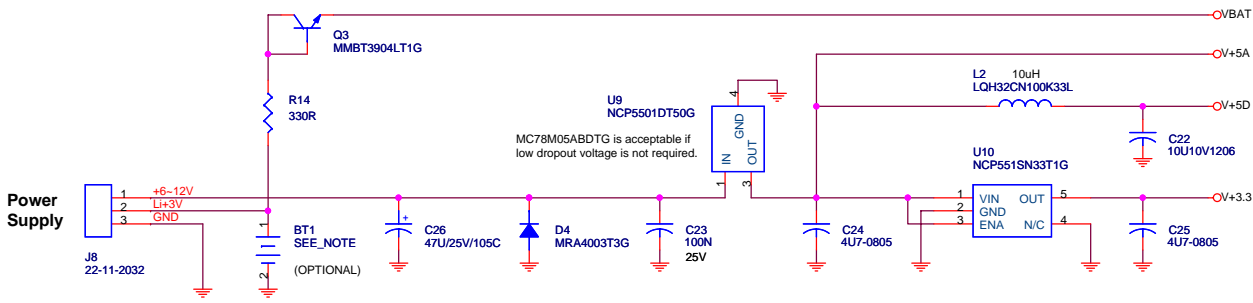 VBAT
Q3
MMBT3904LT1G
V+5A
L2 10uH
LQH32CN100K33L
R14
330R
U9
NCP5501DT50G
4
GND
IN
OUT
1
3
V+5D
MC78M05ABDTG is acceptable if
low dropout voltage is not required.
C22
10U10V1206
U10
NCP551SN33T1G
Power
Supply
1 +6~12V
2 Li+3V
3 GND
J8
22-11-2032
1
BT1
SEE_NOTE
(OPTIONAL)
2
+
C26
47U/25V/105C
D4
MRA4003T3G
C23
100N
25V
C24
4U7-0805
1 VIN OUT 5
2 GND
3 ENA N/C 4
V+3.3
C25
4U7-0805